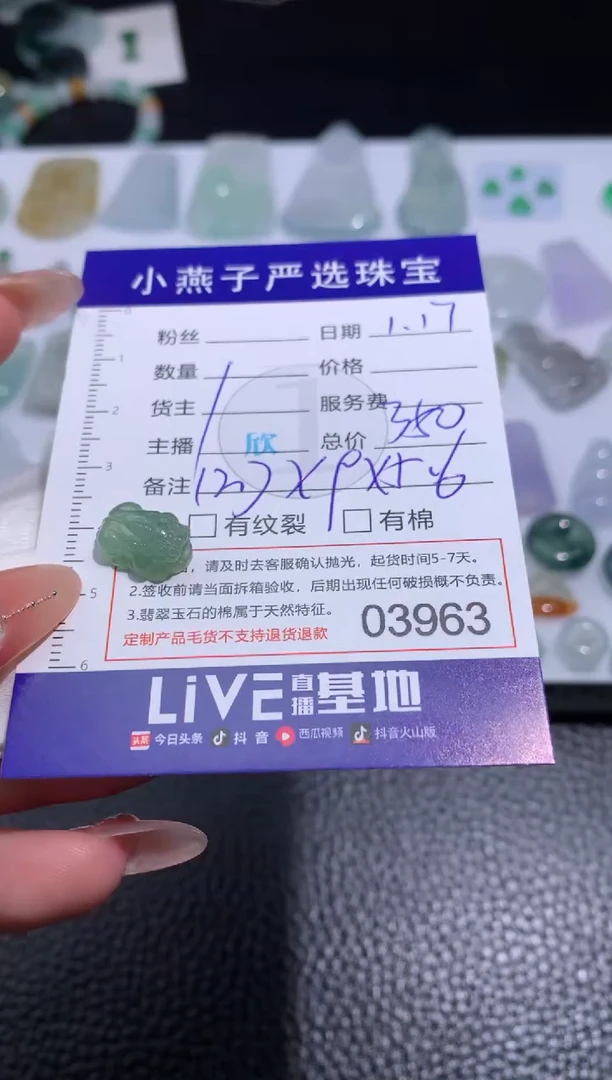 小燕子严选珠宝
粉丝 日期 1.17
数量 价格
货主 服务费
主播 欣 总价 350
备注
有纹裂 有棉
，请及时去客服确认抛光，起货时间5-7天。
2.签收前请当面拆箱验收，后期出现任何破损概不负责。
3.翡翠玉石的棉属于天然特征。
定制产品毛货不支持退货退款
03963
LiVE直播基地
头条 今日头条 抖音 西瓜视频 抖音火山版
1
2
3
5
6